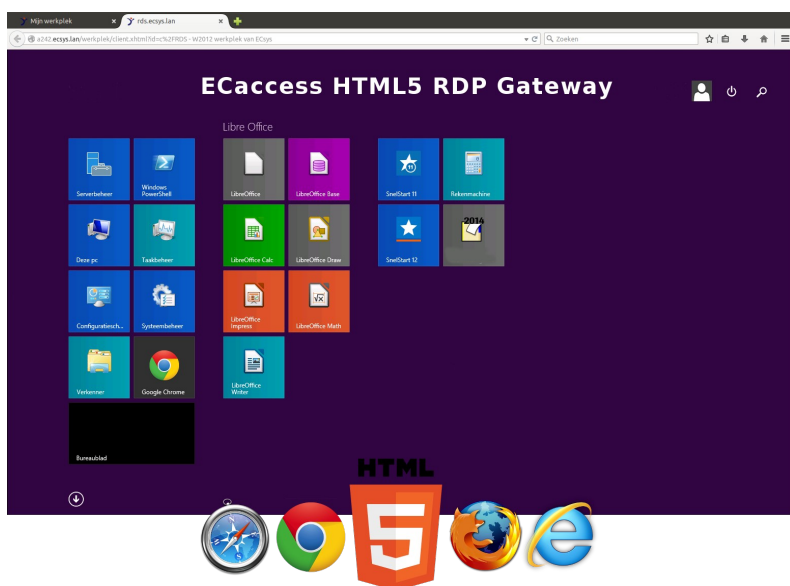 Mijn werkplek
rds.ecsys.lan
a242.ecsys.lan/werkplek/client.xhtml?id=c%2FRDS - W2012 werkplek van ECsys
Zoeken
ECaccess HTML5 RDP Gateway
Libre Office
Serverbeheer
Windows
PowerShell
LibreOffice
LibreOffice Base
11
SnelStart 11
Rekenmachine
Deze pc
Taakbeheer
LibreOffice Calc
LibreOffice Draw
SnelStart 12
2014
Configuratiesch...
Systeembeheer
LibreOffice
Impress
√x
LibreOffice Math
Verkenner
Google Chrome
LibreOffice
Writer
Bureaublad
HTML
5